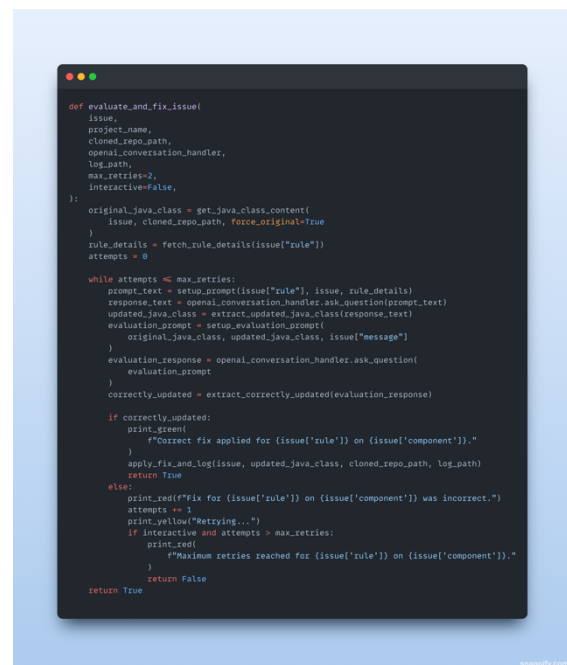 def evaluate_and_fix_issue(
    issue,
    project_name,
    cloned_repo_path,
    openai_conversation_handler,
    log_path,
    max_retries=2,
    interactive=False,
):
    original_java_class = get_java_class_content(
        issue, cloned_repo_path, force_original=True
    )
    rule_details = fetch_rule_details(issue["rule"])
    attempts = 0

    while attempts <= max_retries:
        prompt_text = setup_prompt(issue["rule"], issue, rule_details)
        response_text = openai_conversation_handler.ask_question(prompt_text)
        updated_java_class = extract_updated_java_class(response_text)
        evaluation_prompt = setup_evaluation_prompt(
            original_java_class, updated_java_class, issue["message"]
        )
        evaluation_response = openai_conversation_handler.ask_question(
            evaluation_prompt
        )
        correctly_updated = extract_correctly_updated(evaluation_response)

        if correctly_updated:
            print_green(
                f"Correct fix applied for {issue['rule']} on {issue['component']}."
            )
            apply_fix_and_log(issue, updated_java_class, cloned_repo_path, log_path)
            return True
        else:
            print_red(f"Fix for {issue['rule']} on {issue['component']} was incorrect.")
            attempts += 1
            print_yellow("Retrying...")
            if interactive and attempts > max_retries:
                print_red(
                    f"Maximum retries reached for {issue['rule']} on {issue['component']}."
                )
                return False
    return True